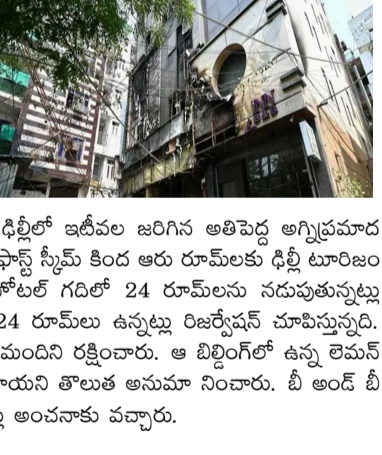 ఢిల్లీలో ఇటీవల జరిగిన అతిపెద్ద అగ్నిప్రమాద
ఫాస్ట్ స్కీమ్ కింద ఆరు రూమ్‌లకు ఢిల్లీ టూరిజం
హోటల్ గదిలో 24 రూమ్‌లను నడుపుతున్నట్లు
24 రూమ్‌లు ఉన్నట్లు రిజర్వేషన్ చూపిస్తున్నది.
మందిని రక్షించారు. ఆ బిల్డింగ్‌లో ఉన్న లెమన్
ాయని తొలుత అనుమా నించారు. బీ అండ్ బీ
అంచనాకు వచ్చారు.